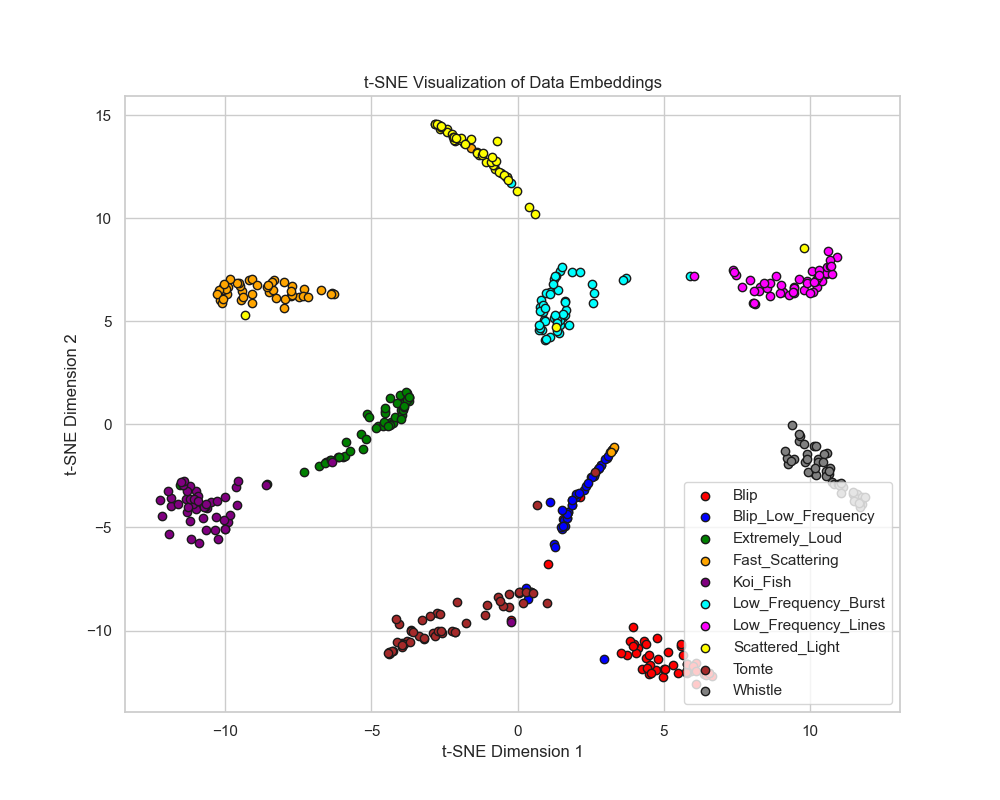 t-SNE Visualization of Data Embeddings
15
10
5
0
−5
−10
t-SNE Dimension 2
−10
−5
0
5
10
t-SNE Dimension 1
Blip
Blip_Low_Frequency
Extremely_Loud
Fast_Scattering
Koi_Fish
Low_Frequency_Burst
Low_Frequency_Lines
Scattered_Light
Tomte
Whistle